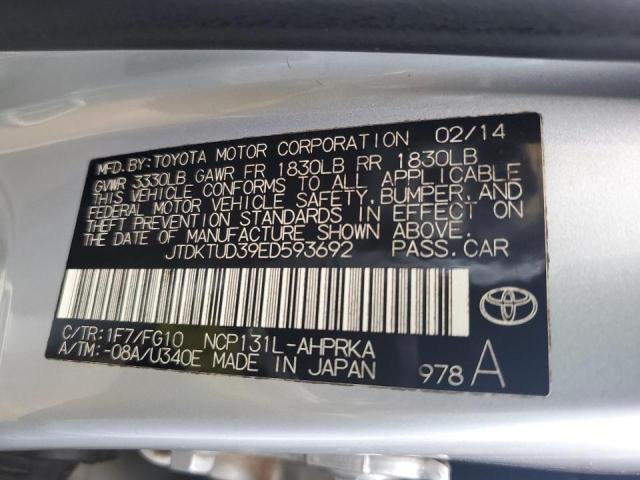 MFD.BY:TOYOTA MOTOR CORPORATION 02/14
GVWR 3330LB GAWR FR 1830LB RR 1830LB
THIS VEHICLE CONFORMS TO ALL APPLICABLE
FEDERAL MOTOR VEHICLE SAFETY,BUMPER,AND
THEFT PREVENTION STANDARDS IN EFFECT ON
THE DATE OF MANUFACTURE SHOWN ABOVE.
JTDKTUD39ED593692 PASS.CAR
C/TR:1F7/FG10 NCP131L-AHPRKA
A/TM:-08A/U340E MADE IN JAPAN 978A